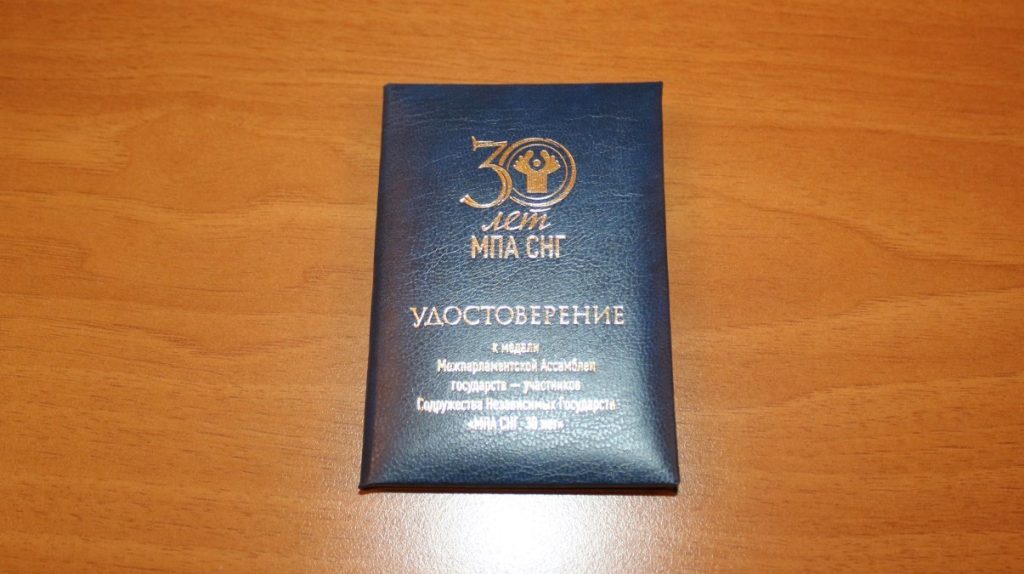 30
лет
МПА СНГ
УДОСТОВЕРЕНИЕ
к медали
Межпарламентской Ассамблеи
государств — участников
Содружества Независимых Государств
«МПА СНГ - 30 лет»